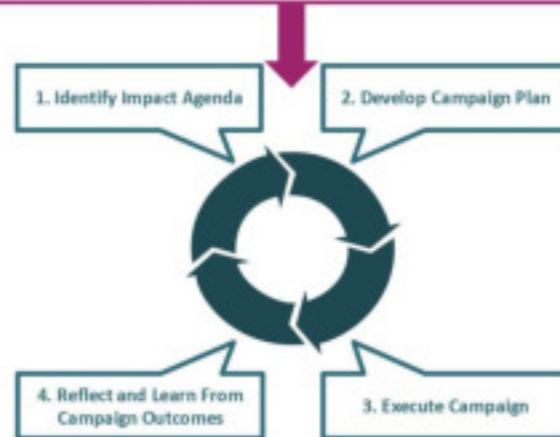 1. Identify Impact Agenda
2. Develop Campaign Plan
4. Reflect and Learn From
Campaign Outcomes
3. Execute Campaign